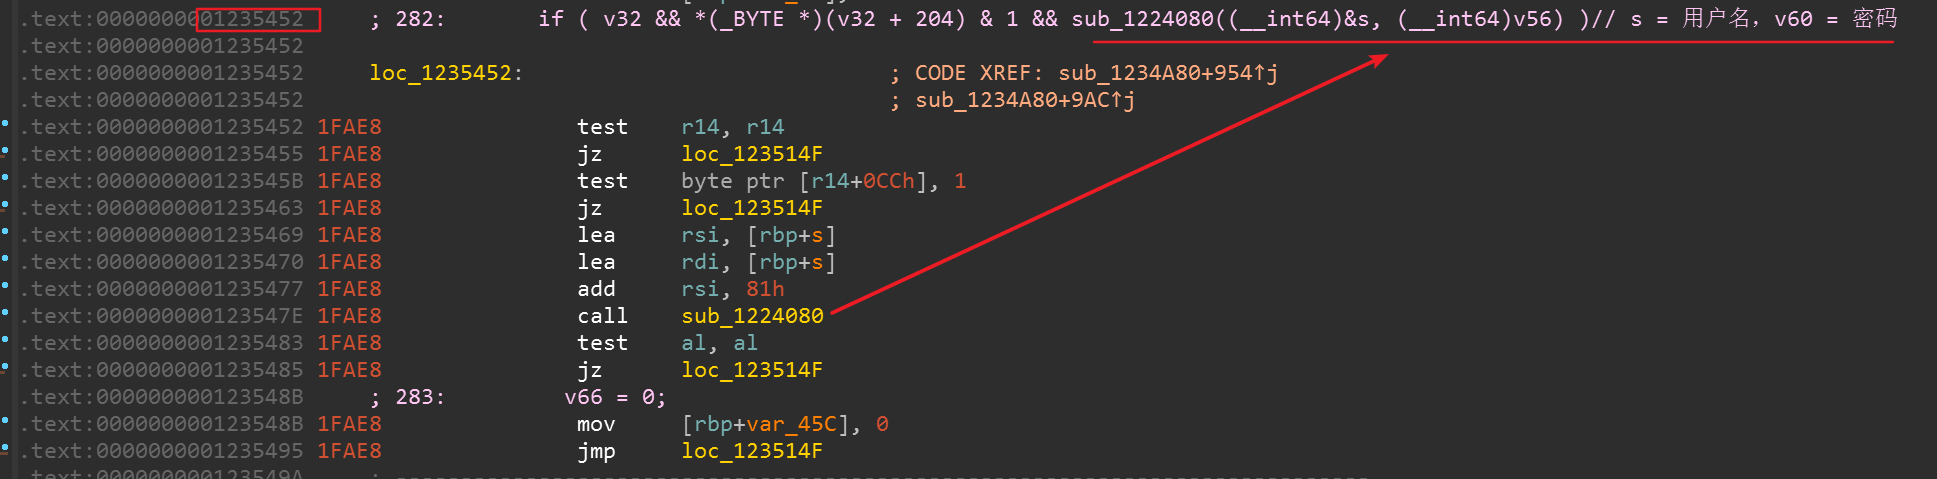 .text:0000000001235452 ; 282: if ( v32 && *(_BYTE *)(v32 + 204) & 1 && sub_1224080((__int64)&s, (__int64)v56) )// s = 用户名, v60 = 密码
.text:0000000001235452
.text:0000000001235452 loc_1235452: ; CODE XREF: sub_1234A80+954↑j
.text:0000000001235452 ; sub_1234A80+9AC↑j
.text:0000000001235452 1FAE8 test r14, r14
.text:0000000001235455 1FAE8 jz loc_123514F
.text:000000000123545B 1FAE8 test byte ptr [r14+0CCh], 1
.text:0000000001235463 1FAE8 jz loc_123514F
.text:0000000001235469 1FAE8 lea rsi, [rbp+s]
.text:0000000001235470 1FAE8 lea rdi, [rbp+s]
.text:0000000001235477 1FAE8 add rsi, 81h
.text:000000000123547E 1FAE8 call sub_1224080
.text:0000000001235483 1FAE8 test al, al
.text:0000000001235485 1FAE8 jz loc_123514F
.text:000000000123548B ; 283: v66 = 0;
.text:000000000123548B 1FAE8 mov [rbp+var_45C], 0
.text:0000000001235495 1FAE8 jmp loc_123514F